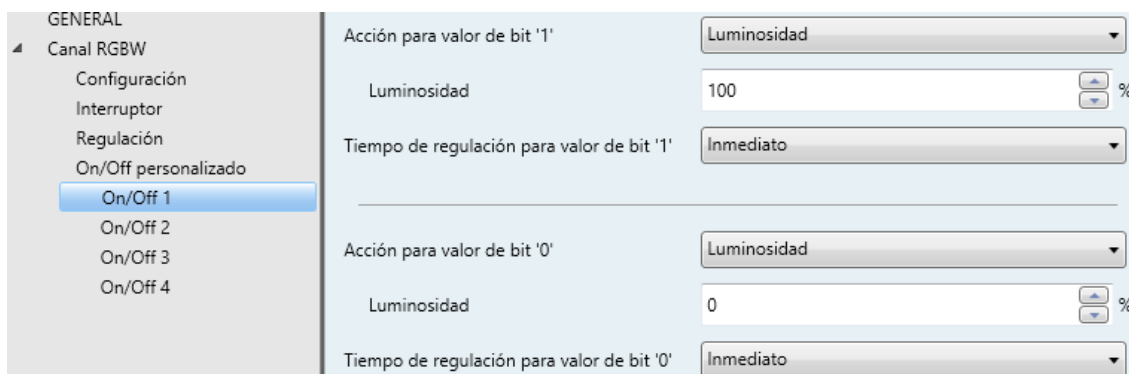 GENERAL
Canal RGBW
Configuración
Interruptor
Regulación
On/Off personalizado
On/Off 1
On/Off 2
On/Off 3
On/Off 4
Acción para valor de bit '1' Luminosidad
Luminosidad 100 %
Tiempo de regulación para valor de bit '1' Inmediato
Acción para valor de bit '0' Luminosidad
Luminosidad 0 %
Tiempo de regulación para valor de bit '0' Inmediato